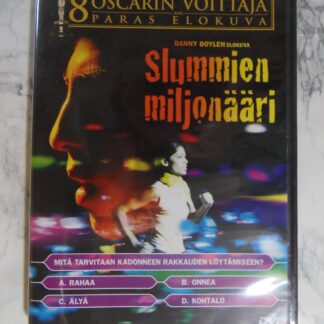 8 OSCARIN VOITTAJA
PARAS ELOKUVA
DANNY BOYLEN ELOKUVA
Slummien
miljonääri
MITÄ TARVITAAN KADONNEEN RAKKAUDEN LÖYTÄMISEEN?
A. RAHAA
B. ONNEA
C. ÄLYÄ
D. KOHTALO